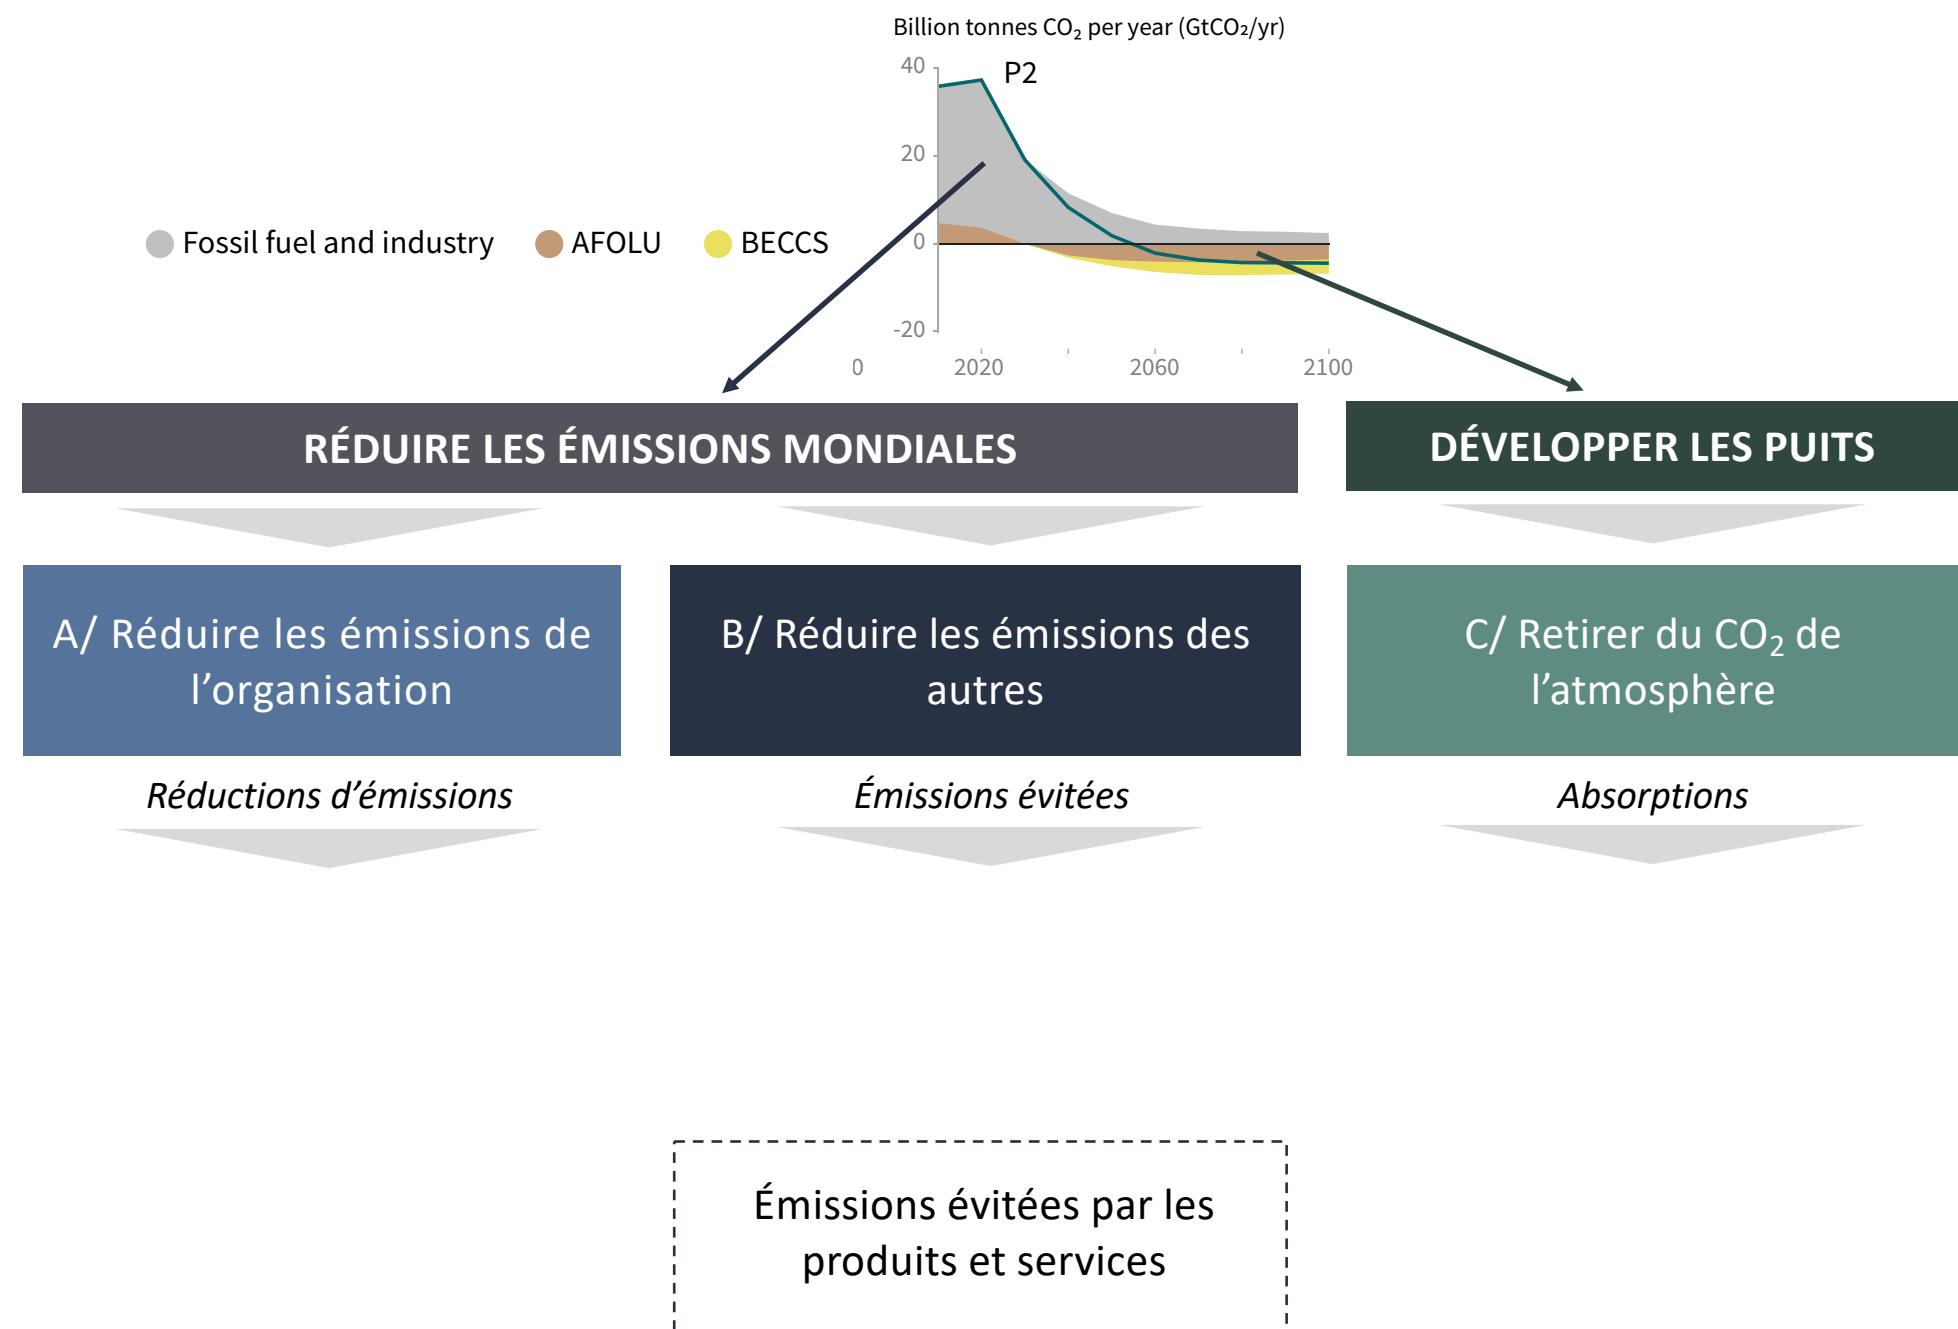 Billion tonnes CO₂ per year (GtCO₂/yr)
40
P2
20
Fossil fuel and industry AFOLU BECCS
0
-20
0 2020 2060 2100
RÉDUIRE LES ÉMISSIONS MONDIALES
DÉVELOPPER LES PUITS
A/ Réduire les émissions de
l’organisation
B/ Réduire les émissions des
autres
C/ Retirer du CO₂ de
l’atmosphère
Réductions d’émissions
Émissions évitées
Absorptions
Émissions évitées par les
produits et services